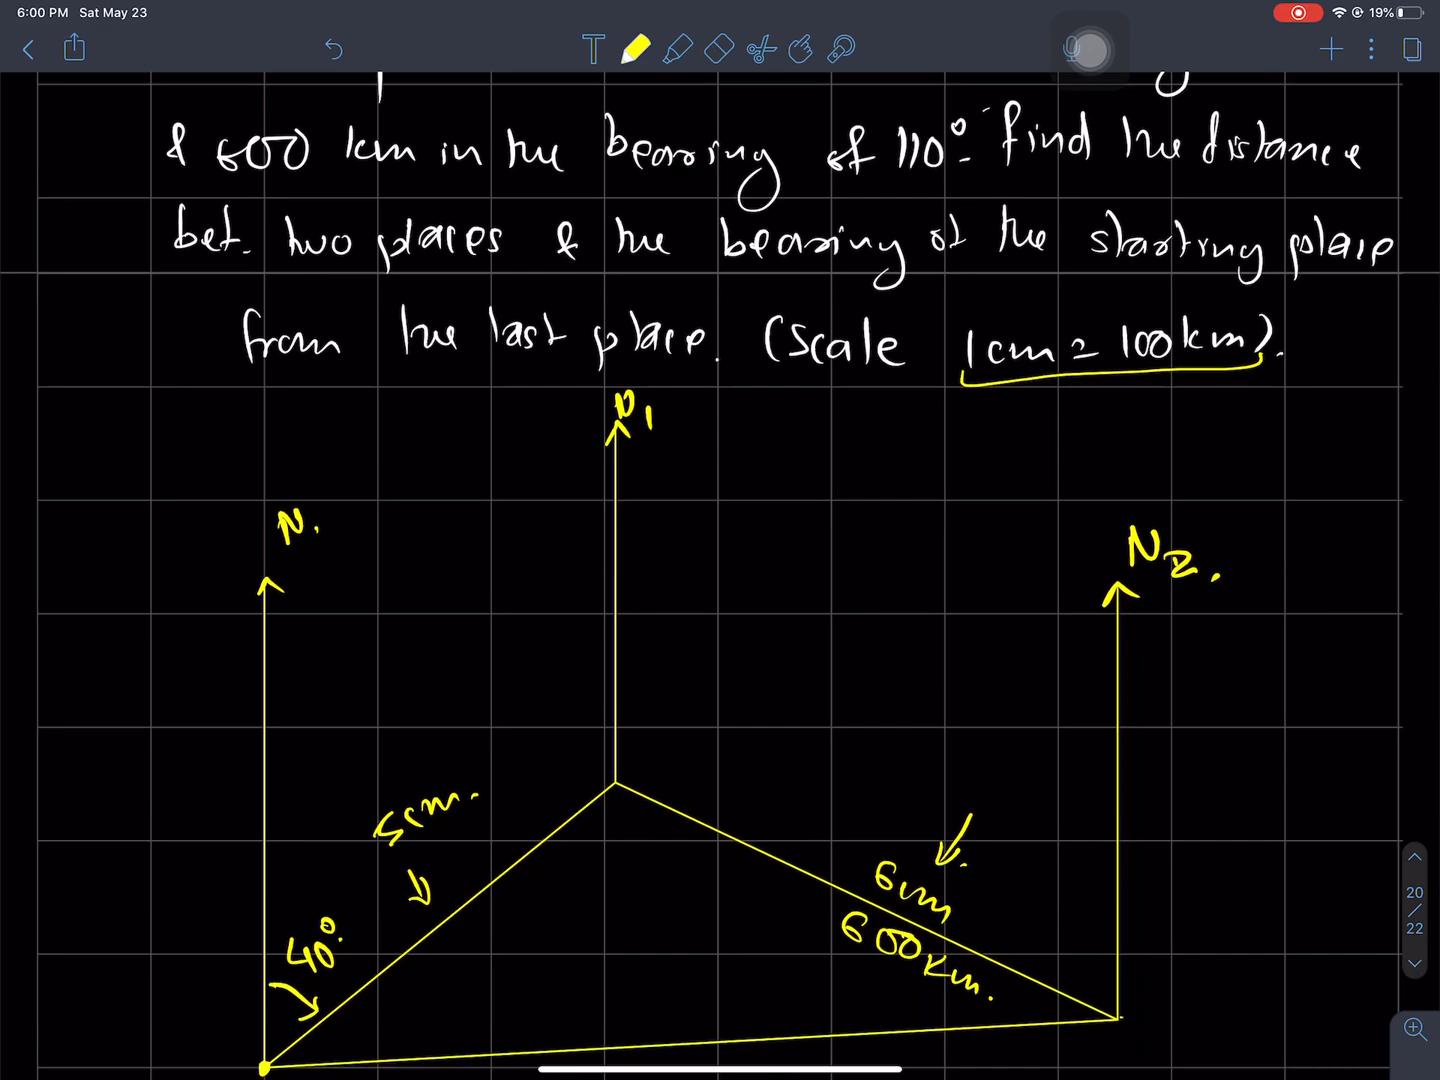 6:00 PM Sat May 23
19%
& 600 km in the bearing of 110°. find the distance
bet. two places & the bearing of the starting place
from the last place. (scale 1cm = 100km).
N1
N.
N2.
5cm.
6cm
600km.
40°.
20
/
22